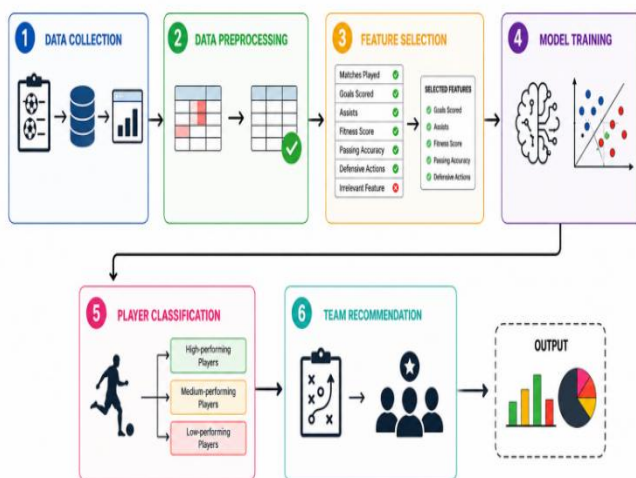 1 DATA COLLECTION
2 DATA PREPROCESSING
3 FEATURE SELECTION
Matches Played
Goals Scored
Assists
Fitness Score
Passing Accuracy
Defensive Actions
Irrelevant Feature
SELECTED FEATURES
Goals Scored
Assists
Fitness Score
Passing Accuracy
Defensive Actions
4 MODEL TRAINING
5 PLAYER CLASSIFICATION
High-performing
Players
Medium-performing
Players
Low-performing
Players
6 TEAM RECOMMENDATION
OUTPUT